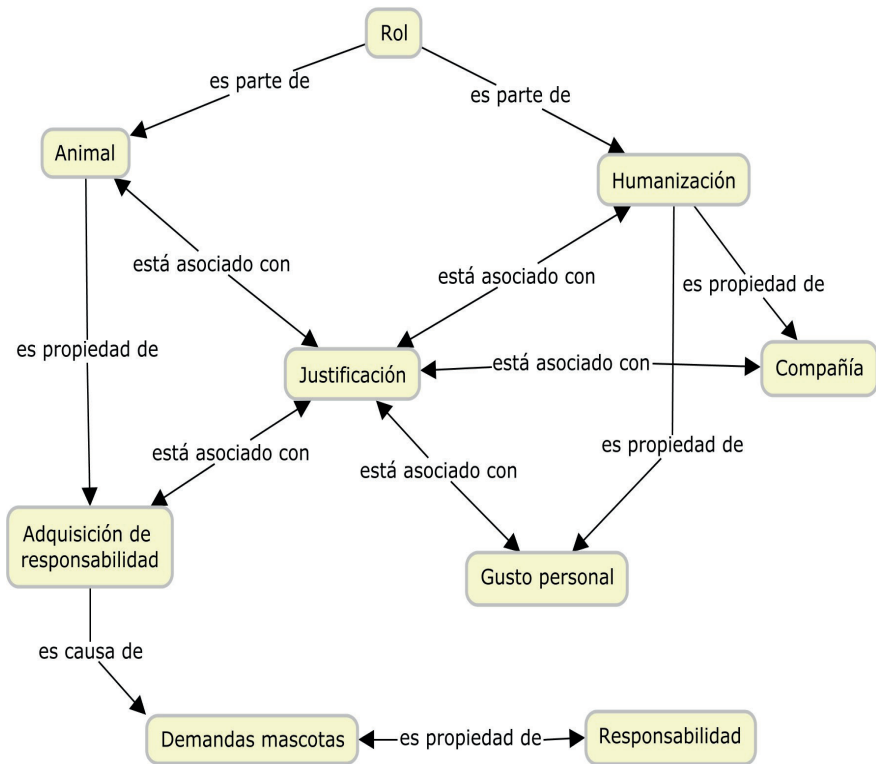 Rol
es parte de
es parte de
Animal
Humanización
está asociado con
está asociado con
es propiedad de
es propiedad de
Justificación
está asociado con
Compañía
es propiedad de
está asociado con
está asociado con
Adquisición de
responsabilidad
Gusto personal
es causa de
Demandas mascotas
es propiedad de
Responsabilidad